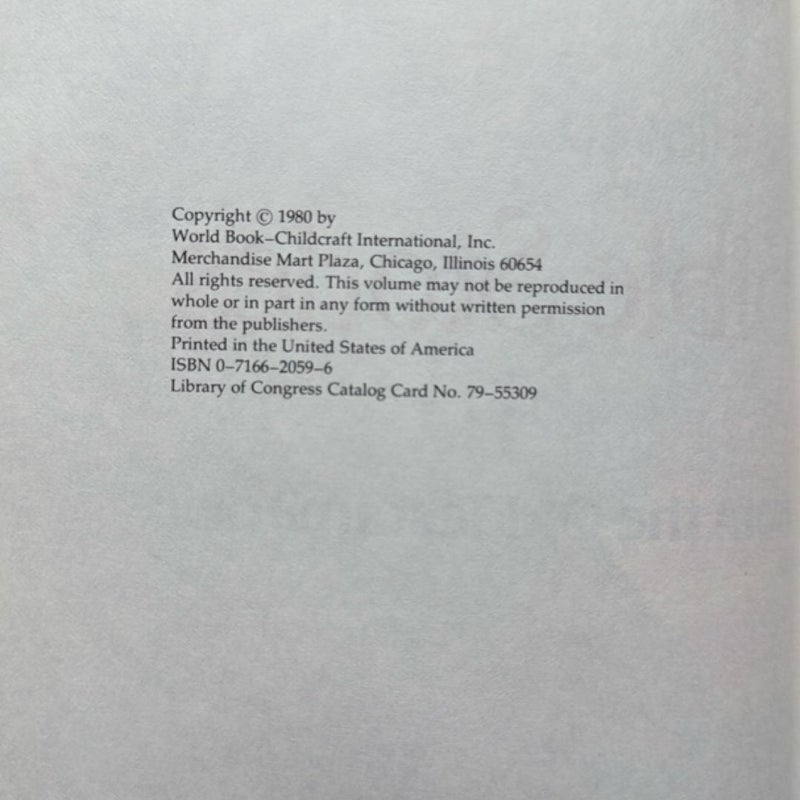 Copyright © 1980 by
World Book–Childcraft International, Inc.
Merchandise Mart Plaza, Chicago, Illinois 60654
All rights reserved. This volume may not be reproduced in
whole or in part in any form without written permission
from the publishers.
Printed in the United States of America
ISBN 0–7166–2059–6
Library of Congress Catalog Card No. 79–55309